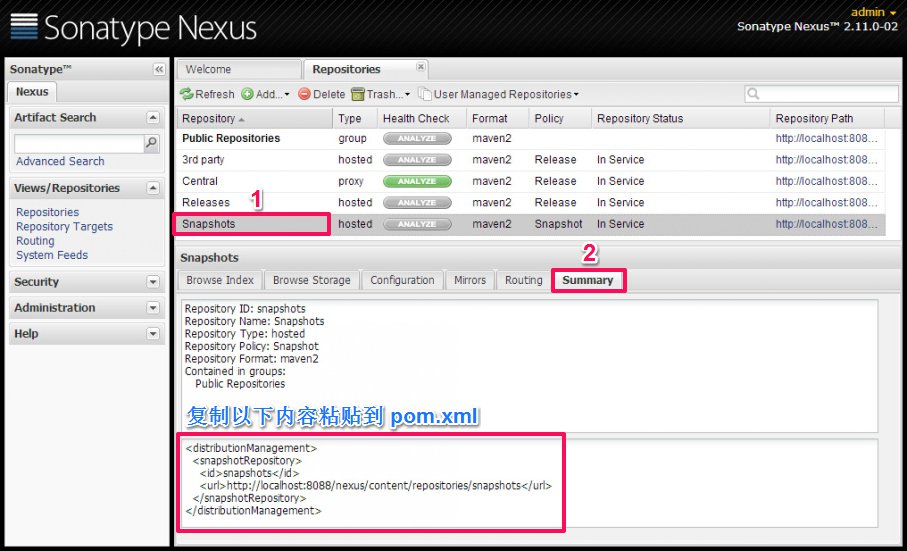 Sonatype Nexus
admin
Sonatype Nexus™ 2.11.0-02
Sonatype™
Nexus
Artifact Search
Advanced Search
Views/Repositories
Repositories
Repository Targets
Routing
System Feeds
Security
Administration
Help
Welcome
Repositories
Refresh Add... Delete Trash... User Managed Repositories
Repository Type Health Check Format Policy Repository Status Repository Path
Public Repositories group ANALYZE maven2 http://localhost:808...
3rd party hosted ANALYZE maven2 Release In Service http://localhost:808...
Central proxy ANALYZE maven2 Release In Service http://localhost:808...
1
Releases hosted ANALYZE maven2 Release In Service http://localhost:808...
Snapshots hosted ANALYZE maven2 Snapshot In Service http://localhost:808...
Snapshots
2
Browse Index Browse Storage Configuration Mirrors Routing Summary
Repository ID: snapshots
Repository Name: Snapshots
Repository Type: hosted
Repository Policy: Snapshot
Repository Format: maven2
Contained in groups:
Public Repositories
复制以下内容粘贴到 pom.xml
<distributionManagement>
<snapshotRepository>
<id>snapshots</id>
<url>http://localhost:8088/nexus/content/repositories/snapshots</url>
</snapshotRepository>
</distributionManagement>